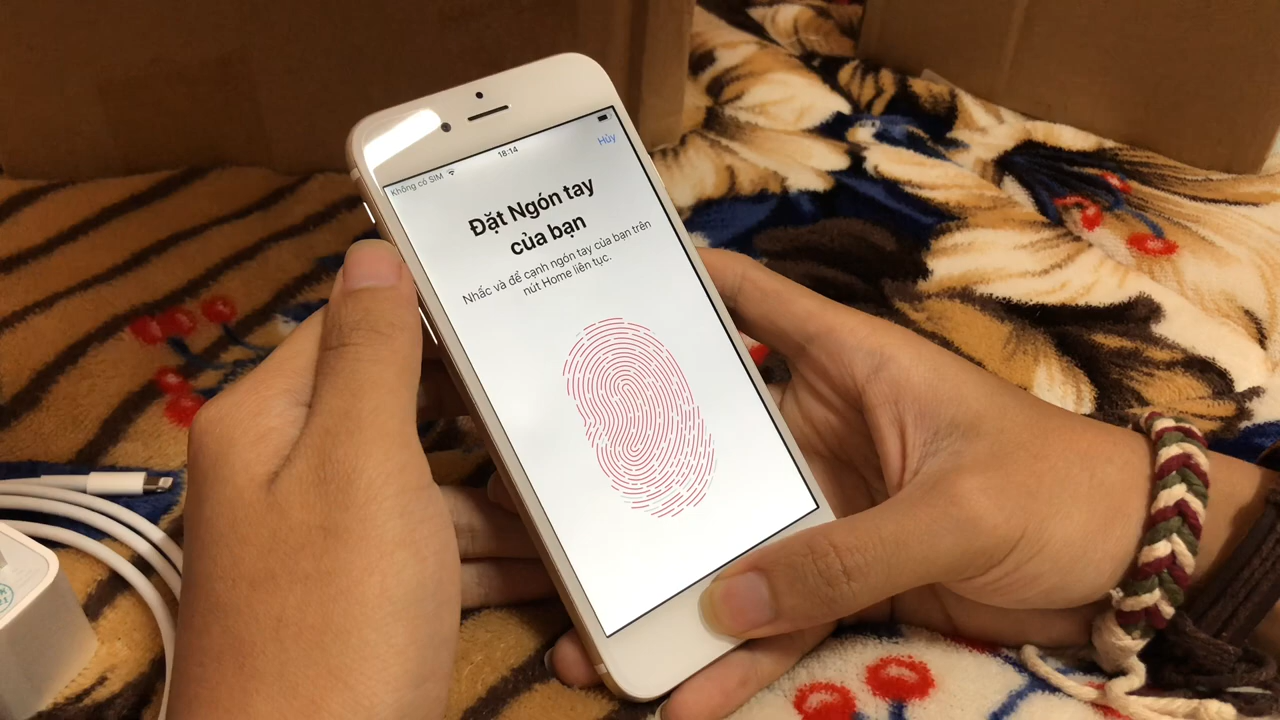 Không có SIM 18:14
Hủy
Đặt Ngón tay
của bạn
Nhấc và để cạnh ngón tay của bạn trên
nút Home liên tục.